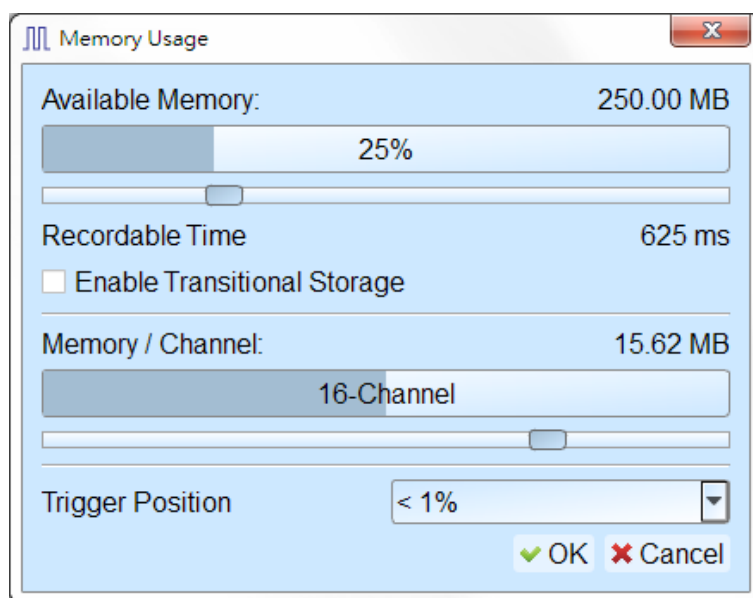 Memory Usage
Available Memory: 250.00 MB
25%
Recordable Time 625 ms
Enable Transitional Storage
Memory / Channel: 15.62 MB
16-Channel
Trigger Position < 1%
OK Cancel